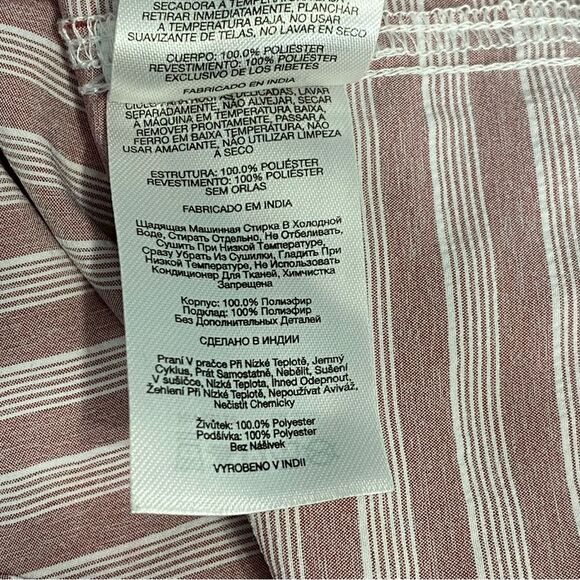 SECADORA A TEMPERATURA BAJA,
RETIRAR INMEDIATAMENTE, PLANCHAR
A TEMPERATURA BAJA, NO USAR
SUAVIZANTE DE TELAS, NO LAVAR EN SECO
CUERPO: 100.0% POLIÉSTER
REVESTIMIENTO: 100% POLIÉSTER
EXCLUSIVO DE LOS RIBETES
FABRICADO EN INDIA
CICLO PARA ROUPAS DELICADAS, LAVAR
SEPARADAMENTE, NÃO ALVEJAR, SECAR
À MÁQUINA EM TEMPERATURA BAIXA,
REMOVER PRONTAMENTE, PASSAR A
FERRO EM BAIXA TEMPERATURA, NÃO
USAR AMACIANTE, NÃO UTILIZAR LIMPEZA
A SECO
ESTRUTURA: 100.0% POLIÉSTER
REVESTIMENTO: 100% POLIÉSTER
SEM ORLAS
FABRICADO EM INDIA
Щадящая Машинная Стирка В Холодной
Воде, Стирать Отдельно, Не Отбеливать,
Сушить При Низкой Температуре,
Сразу Убрать Из Сушилки, Гладить При
Низкой Температуре, Не Использовать
Кондиционер Для Тканей, Химчистка
Запрещена
Корпус: 100.0% Полиэфир
Подклад: 100% Полиэфир
Без Дополнительных Деталей
СДЕЛАНО В ИНДИИ
Praní V pračce Při Nízké Teplotě, Jemný
Cyklus, Prát Samostatně, Nebělit, Sušení
V sušičce, Nízká Teplota, Ihned Odepnout,
Žehlení Při Nízké Teplotě, Nepoužívat Aviváž,
Nečistit Chemicky
Živůtek: 100.0% Polyester
Podšívka: 100% Polyester
Bez Nášivek
VYROBENO V INDII